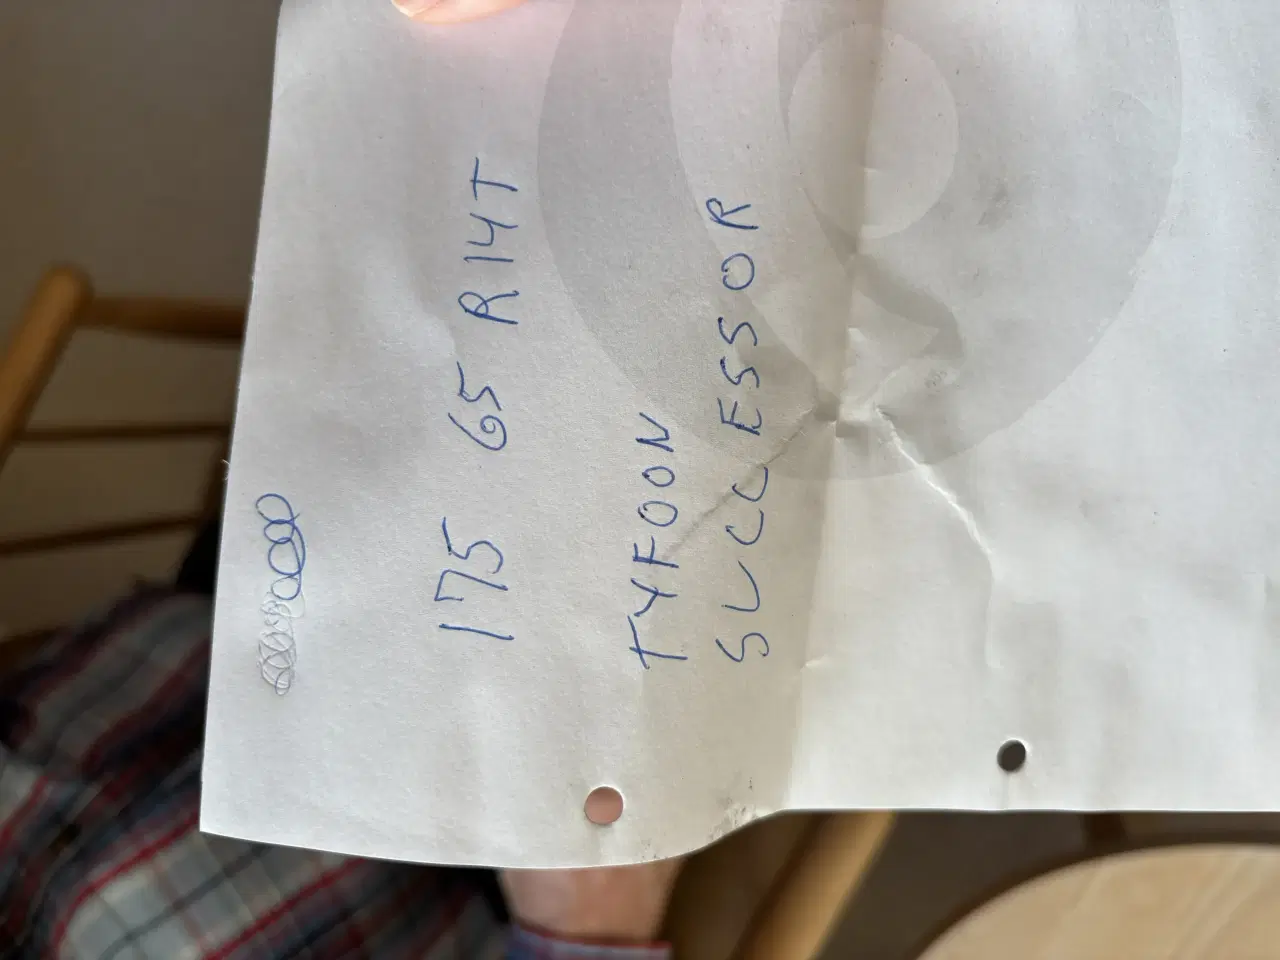 175 65 R14T
TYFOON
SUCCESSOR